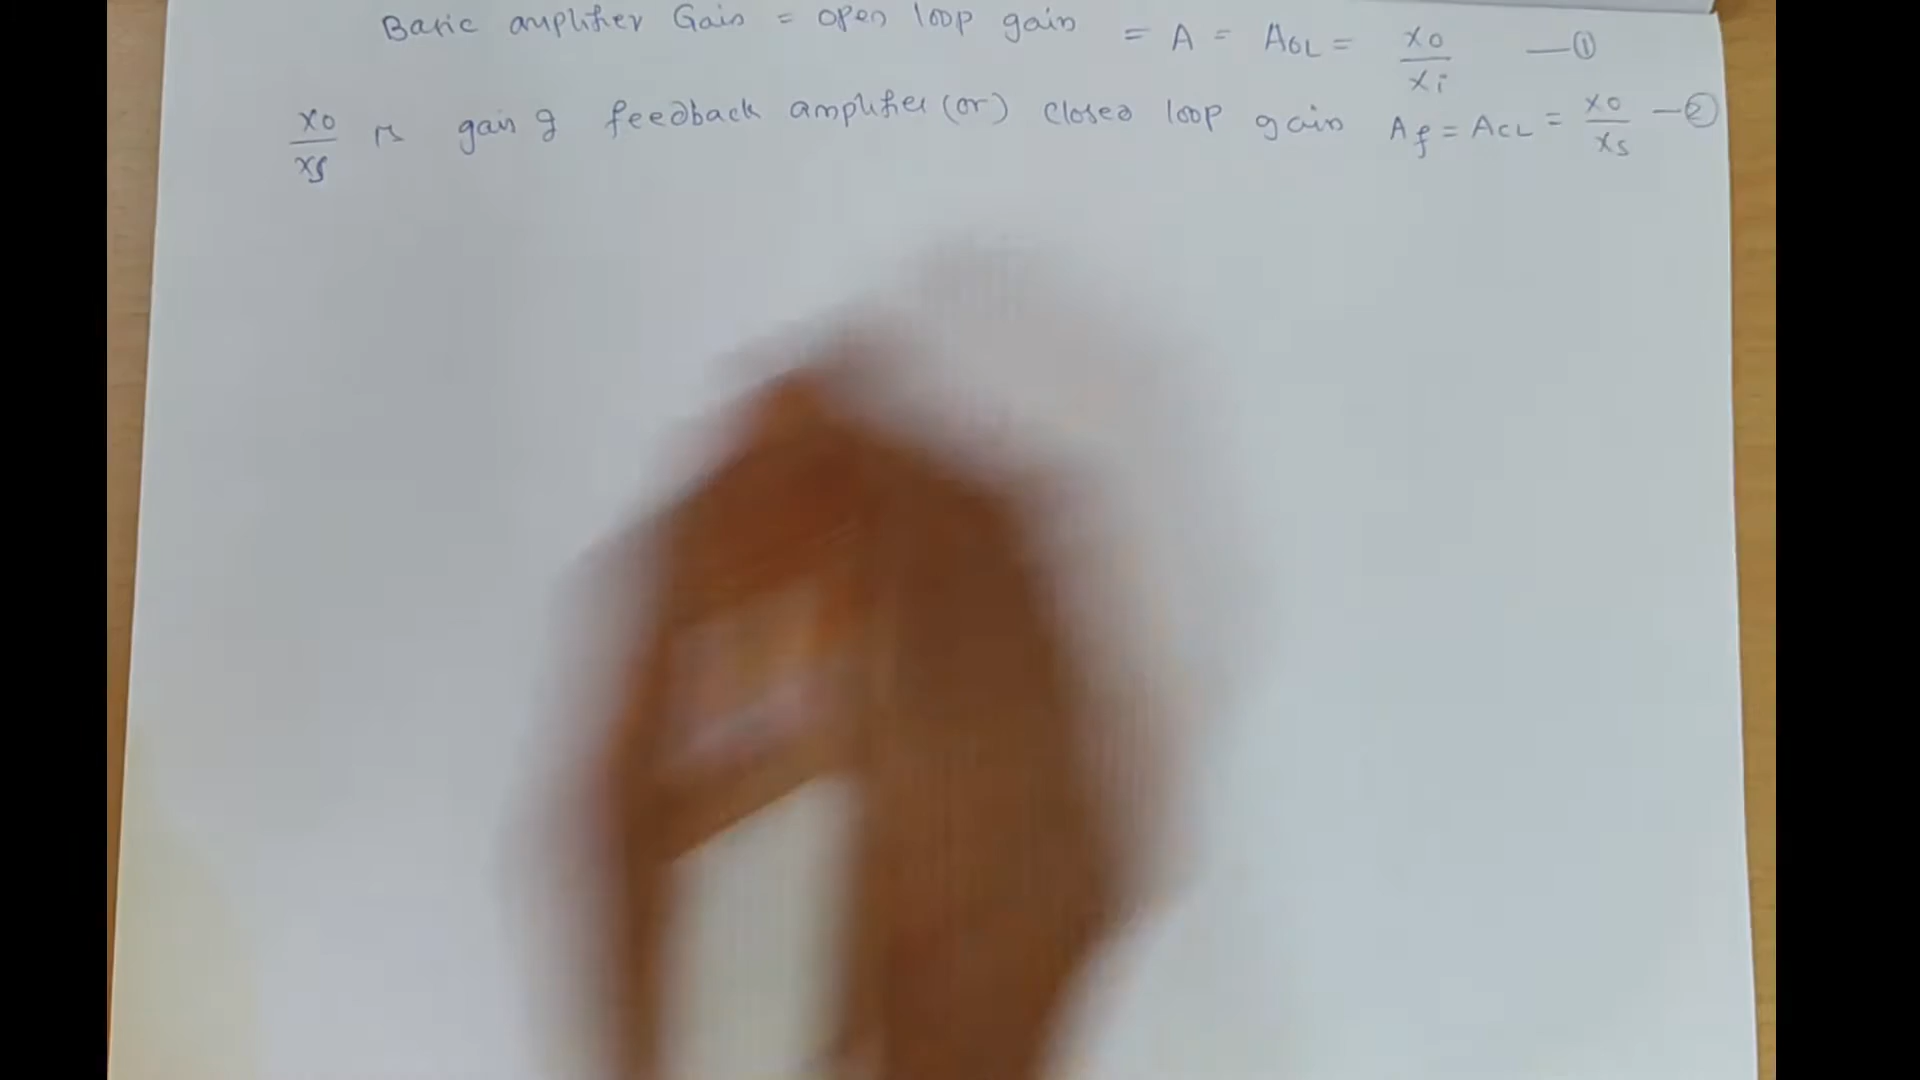 Basic amplifier Gain = open loop gain = A = AOL = xo/xi —①
xo/xs is gain of feedback amplifier (or) closed loop gain Af = ACL = xo/xs —②